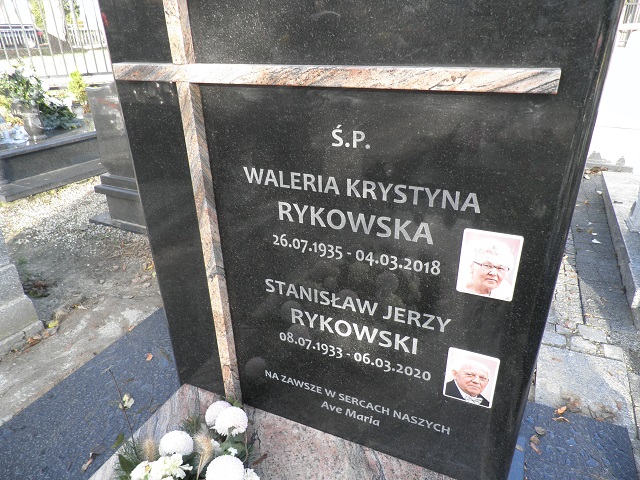 Ś.P.
WALERIA KRYSTYNA
RYKOWSKA
26.07.1935 - 04.03.2018
STANISŁAW JERZY
RYKOWSKI
08.07.1933 - 06.03.2020
NA ZAWSZE W SERCACH NASZYCH
Ave Maria